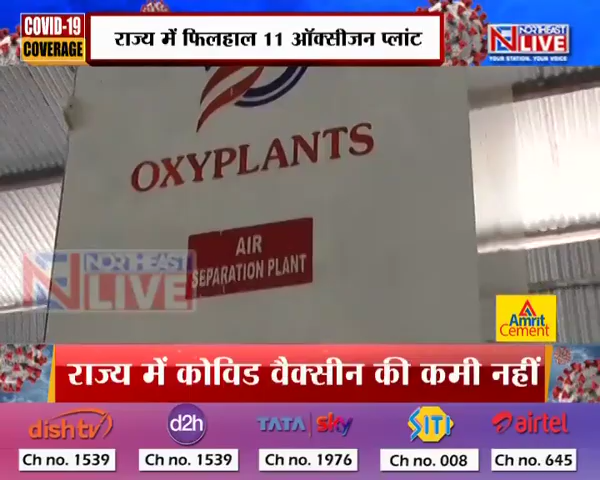 COVID-19
COVERAGE
राज्य में फिलहाल 11 ऑक्सीजन प्लांट
NORTHEAST
LIVE
YOUR STATION. YOUR VOICE
OXYPLANTS
AIR
SEPARATION PLANT
NORTHEAST
LIVE
Amrit
Cement
राज्य में कोविड वैक्सीन की कमी नहीं
dishtv
d2h
TATA sky
SITI
airtel
Ch no. 1539
Ch no. 1539
Ch no. 1976
Ch no. 008
Ch no. 645